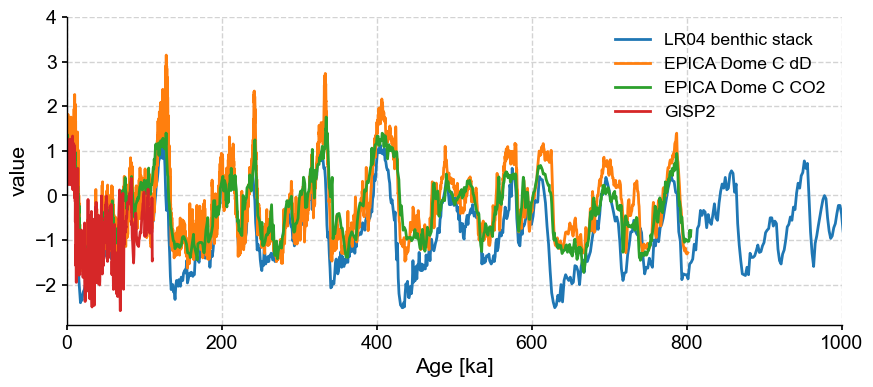 4
3
2
1
0
−1
−2
value
0 200 400 600 800 1000
Age [ka]
LR04 benthic stack
EPICA Dome C dD
EPICA Dome C CO2
GISP2